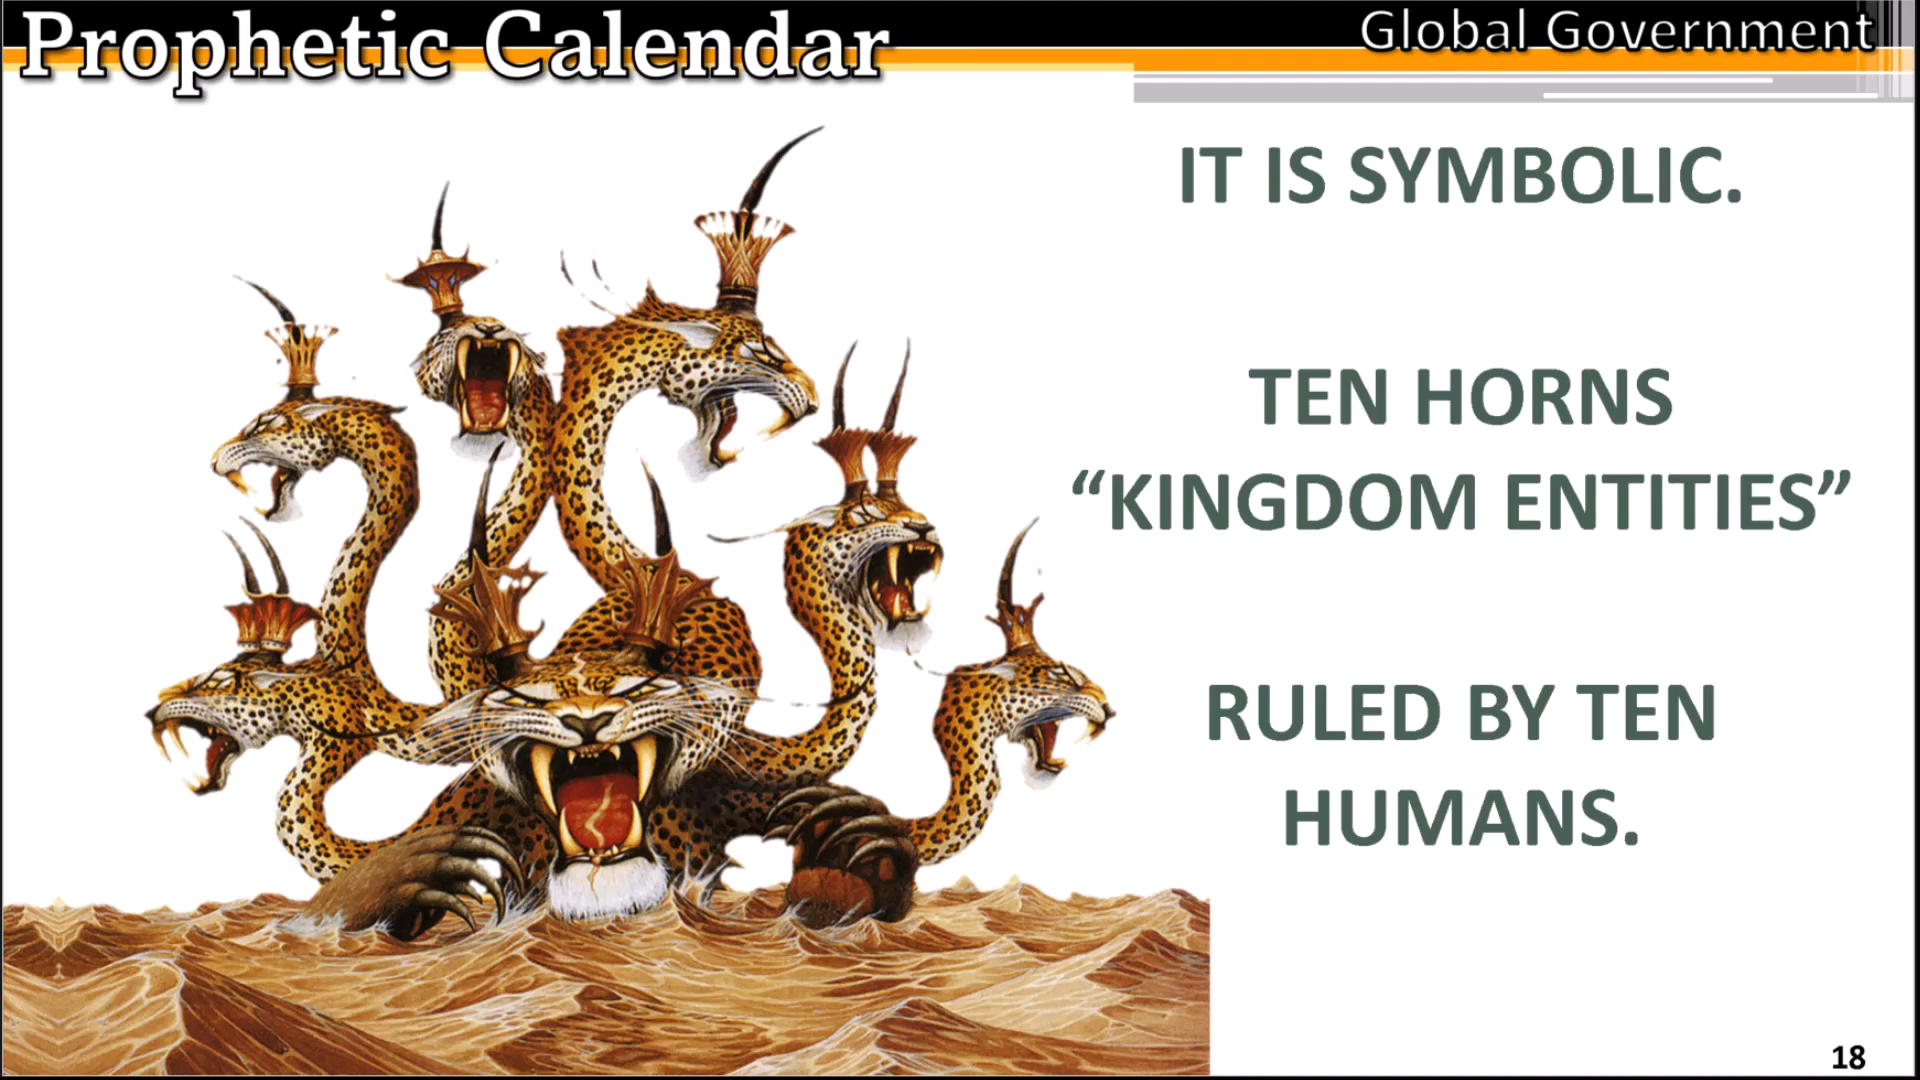 Prophetic Calendar
Global Government
IT IS SYMBOLIC.
TEN HORNS
“KINGDOM ENTITIES”
RULED BY TEN
HUMANS.
18